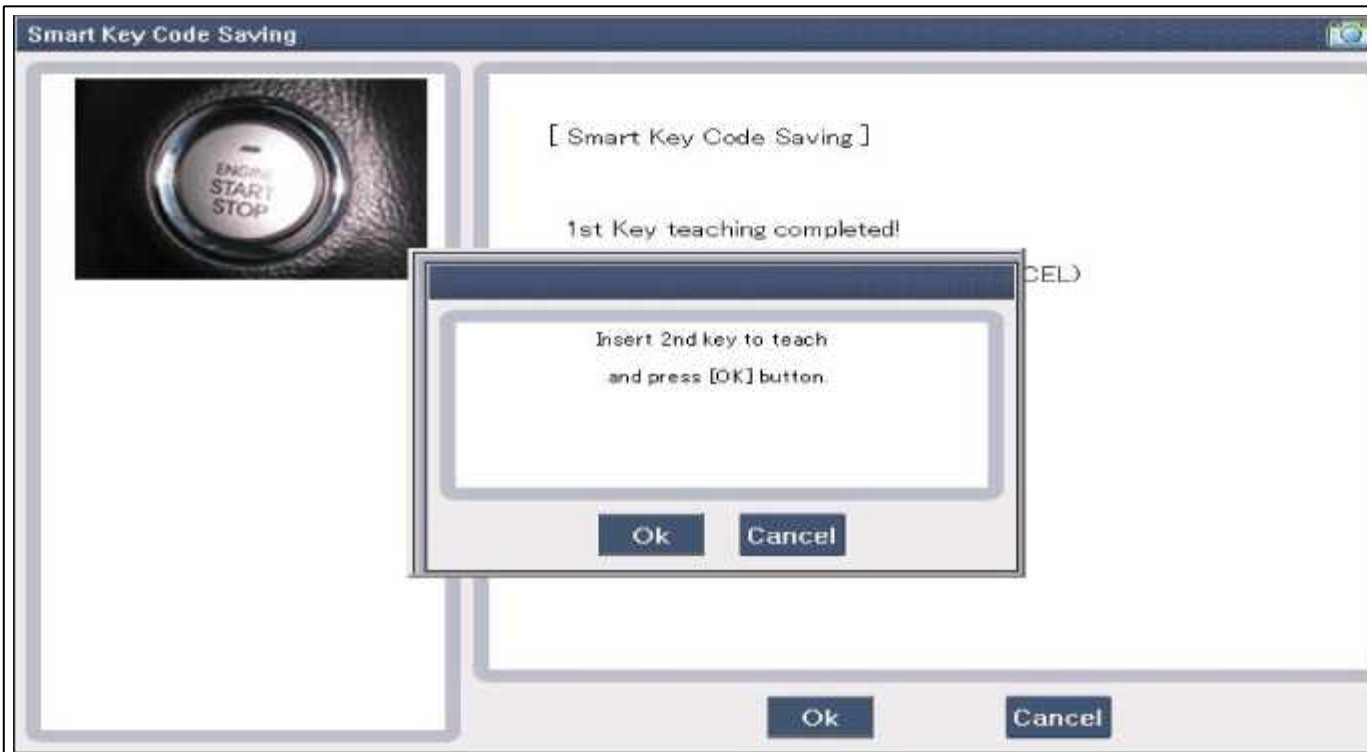 Smart Key Code Saving
ENGINE
START
STOP
[ Smart Key Code Saving ]
1st Key teaching completed!
CEL)
Insert 2nd key to teach
and press [OK] button.
Ok Cancel
Ok Cancel